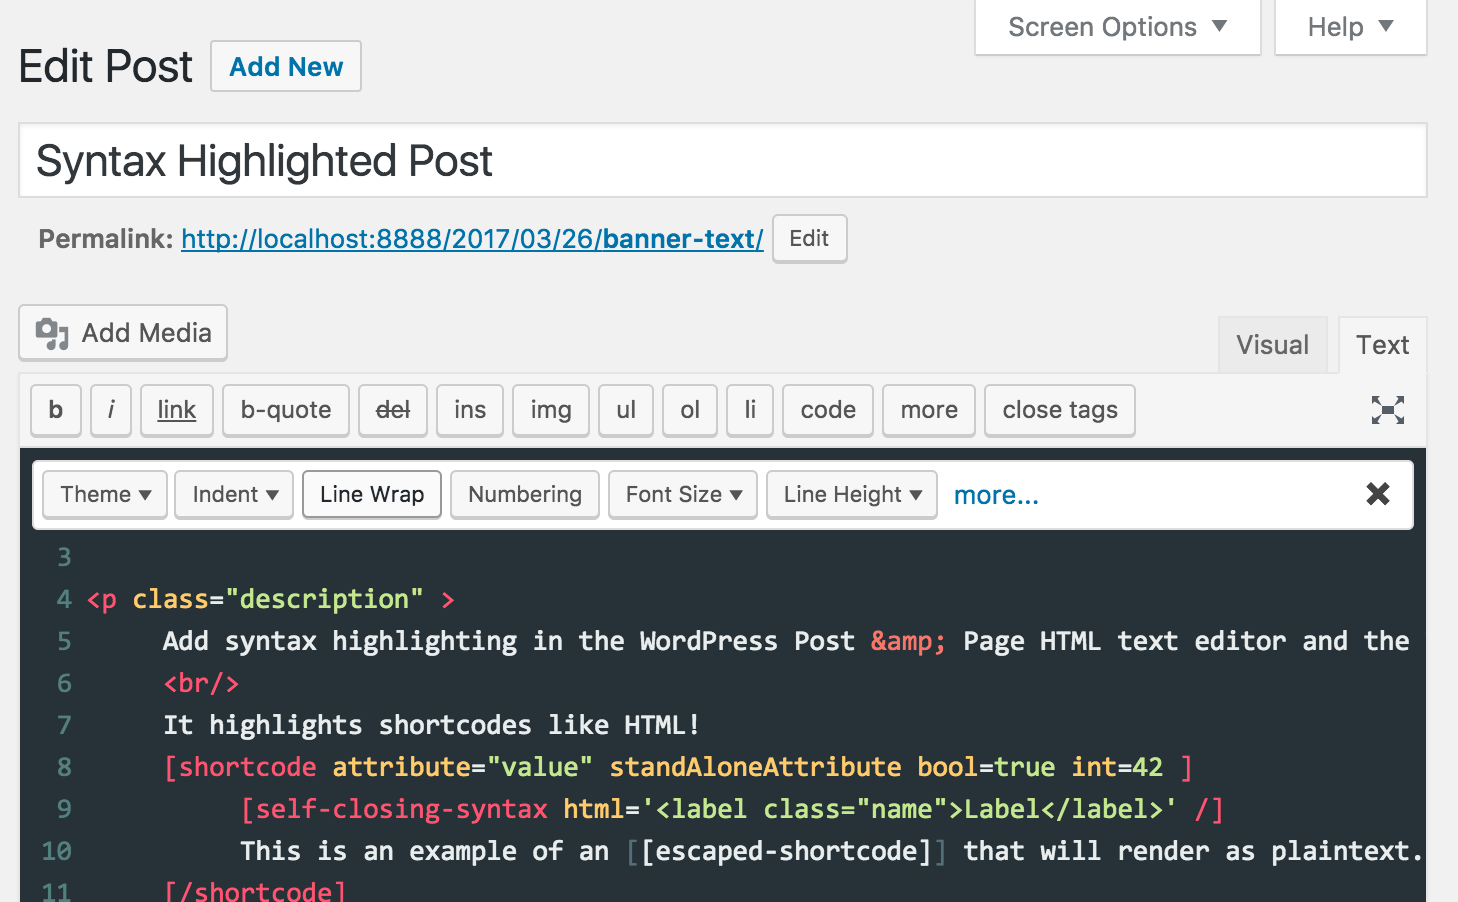 Screen Options ▼ Help ▼
Edit Post Add New
Syntax Highlighted Post
Permalink: http://localhost:8888/2017/03/26/banner-text/ Edit
Add Media Visual Text
b i link b-quote del ins img ul ol li code more close tags
Theme ▾ Indent ▾ Line Wrap Numbering Font Size ▾ Line Height ▾ more... ✖
3
4 <p class="description" >
5 Add syntax highlighting in the WordPress Post &amp; Page HTML text editor and the
6 <br/>
7 It highlights shortcodes like HTML!
8 [shortcode attribute="value" standAloneAttribute bool=true int=42 ]
9 [self-closing-syntax html='<label class="name">Label</label>' /]
10 This is an example of an [[escaped-shortcode]] that will render as plaintext.
11 [/shortcode]